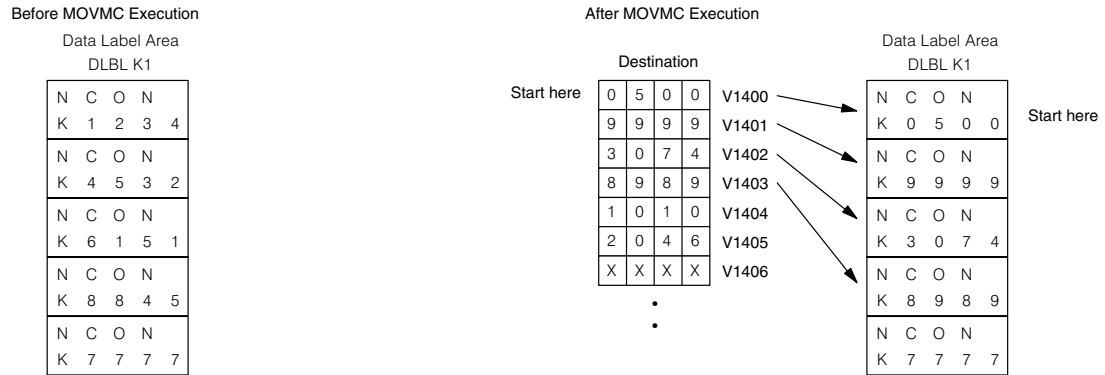 Before MOVMC Execution
Data Label Area
DLBL K1
N C O N
K 1 2 3 4
N C O N
K 4 5 3 2
N C O N
K 6 1 5 1
N C O N
K 8 8 4 5
N C O N
K 7 7 7 7
After MOVMC Execution
Destination
Start here 0 5 0 0 V1400
9 9 9 9 V1401
3 0 7 4 V1402
8 9 8 9 V1403
1 0 1 0 V1404
2 0 4 6 V1405
X X X X V1406
Data Label Area
DLBL K1
N C O N
K 0 5 0 0
Start here
N C O N
K 9 9 9 9
N C O N
K 3 0 7 4
N C O N
K 8 9 8 9
N C O N
K 7 7 7 7